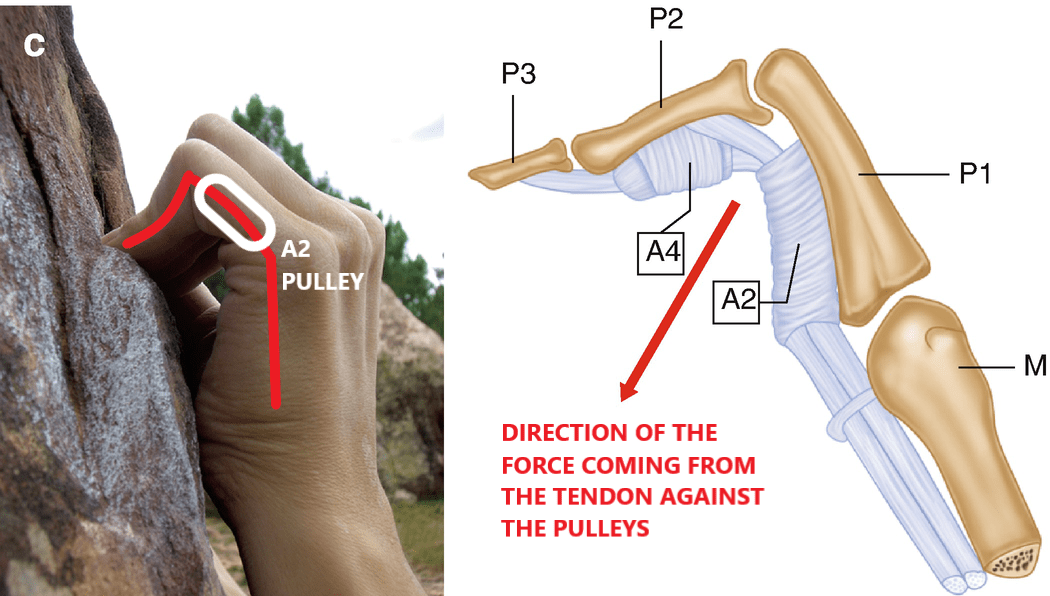 C
A2
PULLEY
P3
P2
P1
A4
A2
M
DIRECTION OF THE
FORCE COMING FROM
THE TENDON AGAINST
THE PULLEYS